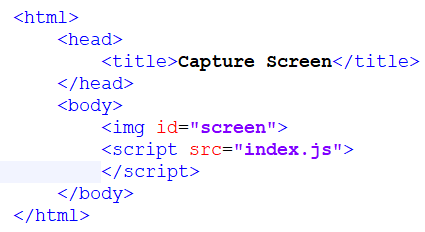 <html>
    <head>
        <title>Capture Screen</title>
    </head>
    <body>
        <img id="screen">
        <script src="index.js">
        </script>
    </body>
</html>